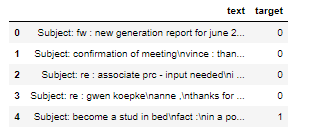 text target
0 Subject: fw : new generation report for june 2... 0
1 Subject: confirmation of meeting\nvince : than... 0
2 Subject: re : associate prc - input needed\ni ... 0
3 Subject: re : gwen koepke\nanne ,\nthanks for ... 0
4 Subject: become a stud in bed\nfact :\nin a po... 1